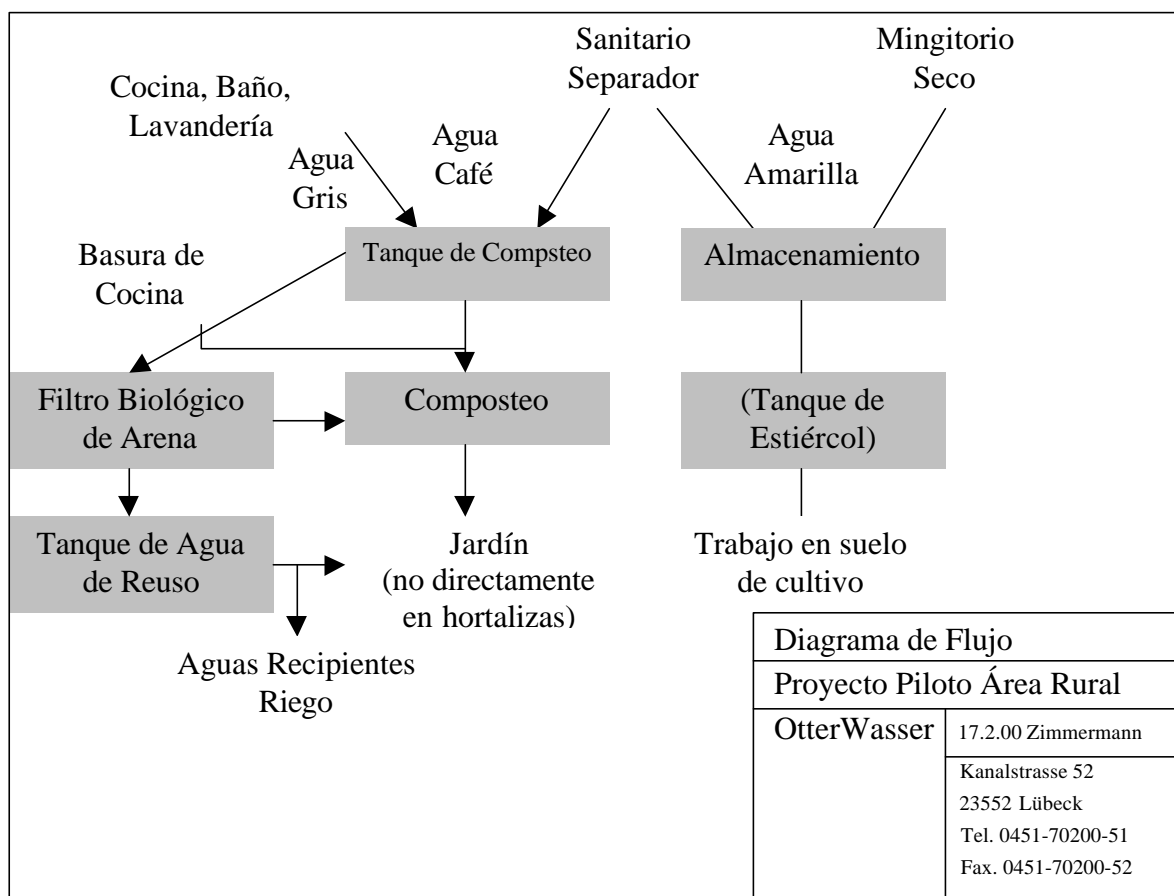 Sanitario
Separador
Mingitorio
Seco
Cocina, Baño,
Lavandería
Agua
Gris
Agua
Café
Agua
Amarilla
Basura de
Cocina
Tanque de Compsteo
Almacenamiento
Filtro Biológico
de Arena
Composteo
(Tanque de
Estiércol)
Tanque de Agua
de Reuso
Jardín
(no directamente
en hortalizas)
Trabajo en suelo
de cultivo
Aguas Recipientes
Riego
Diagrama de Flujo
Proyecto Piloto Área Rural
OtterWasser
17.2.00 Zimmermann
Kanalstrasse 52
23552 Lübeck
Tel. 0451-70200-51
Fax. 0451-70200-52